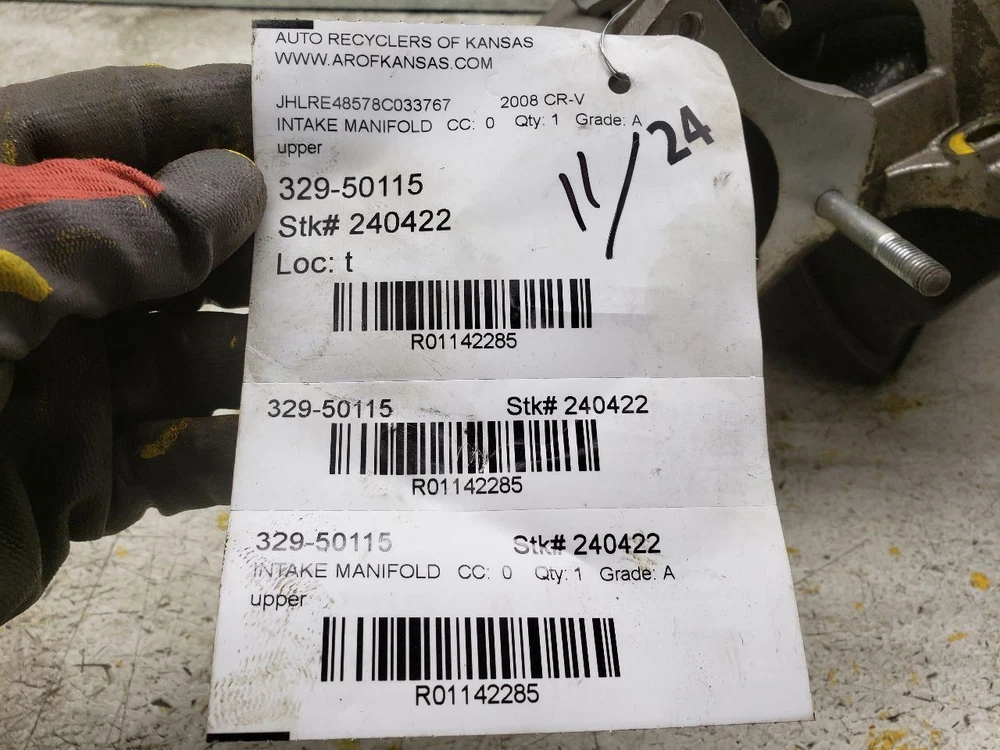 AUTO RECYCLERS OF KANSAS
WWW.AROFKANSAS.COM
JHLRE48578C033767 2008 CR-V
INTAKE MANIFOLD CC: 0 Qty: 1 Grade: A
upper
11/24
329-50115
Stk# 240422
Loc: t
R01142285
329-50115 Stk# 240422
R01142285
329-50115 Stk# 240422
INTAKE MANIFOLD CC: 0 Qty: 1 Grade: A
upper
R01142285